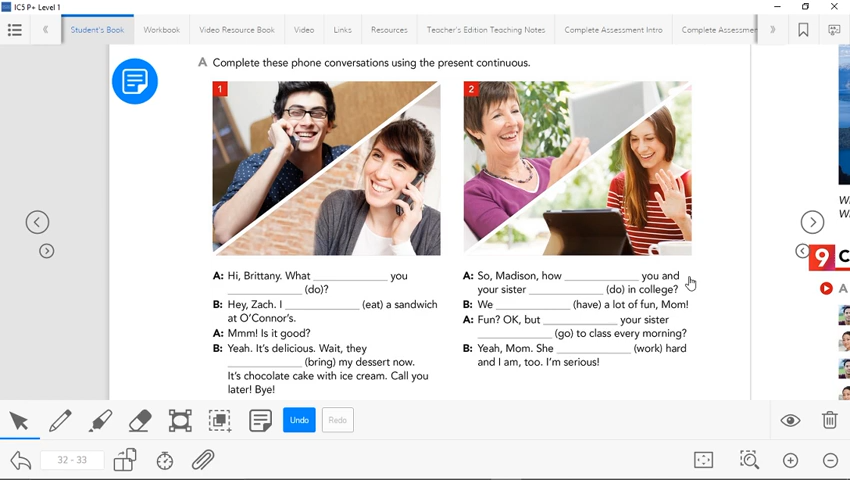 IC5 P+ Level 1
Student's Book
Workbook
Video Resource Book
Video
Links
Resources
Teacher's Edition Teaching Notes
Complete Assessment Intro
Complete Assessmen
A Complete these phone conversations using the present continuous.
1
A: Hi, Brittany. What ____________ you
____________ (do)?
B: Hey, Zach. I ____________ (eat) a sandwich
at O'Connor's.
A: Mmm! Is it good?
B: Yeah. It's delicious. Wait, they
____________ (bring) my dessert now.
It's chocolate cake with ice cream. Call you
later! Bye!
2
A: So, Madison, how ____________ you and
your sister ____________ (do) in college?
B: We ____________ (have) a lot of fun, Mom!
A: Fun? OK, but ____________ your sister
____________ (go) to class every morning?
B: Yeah, Mom. She ____________ (work) hard
and I am, too. I'm serious!
W
W
9 C
A
Undo
Redo
32 - 33